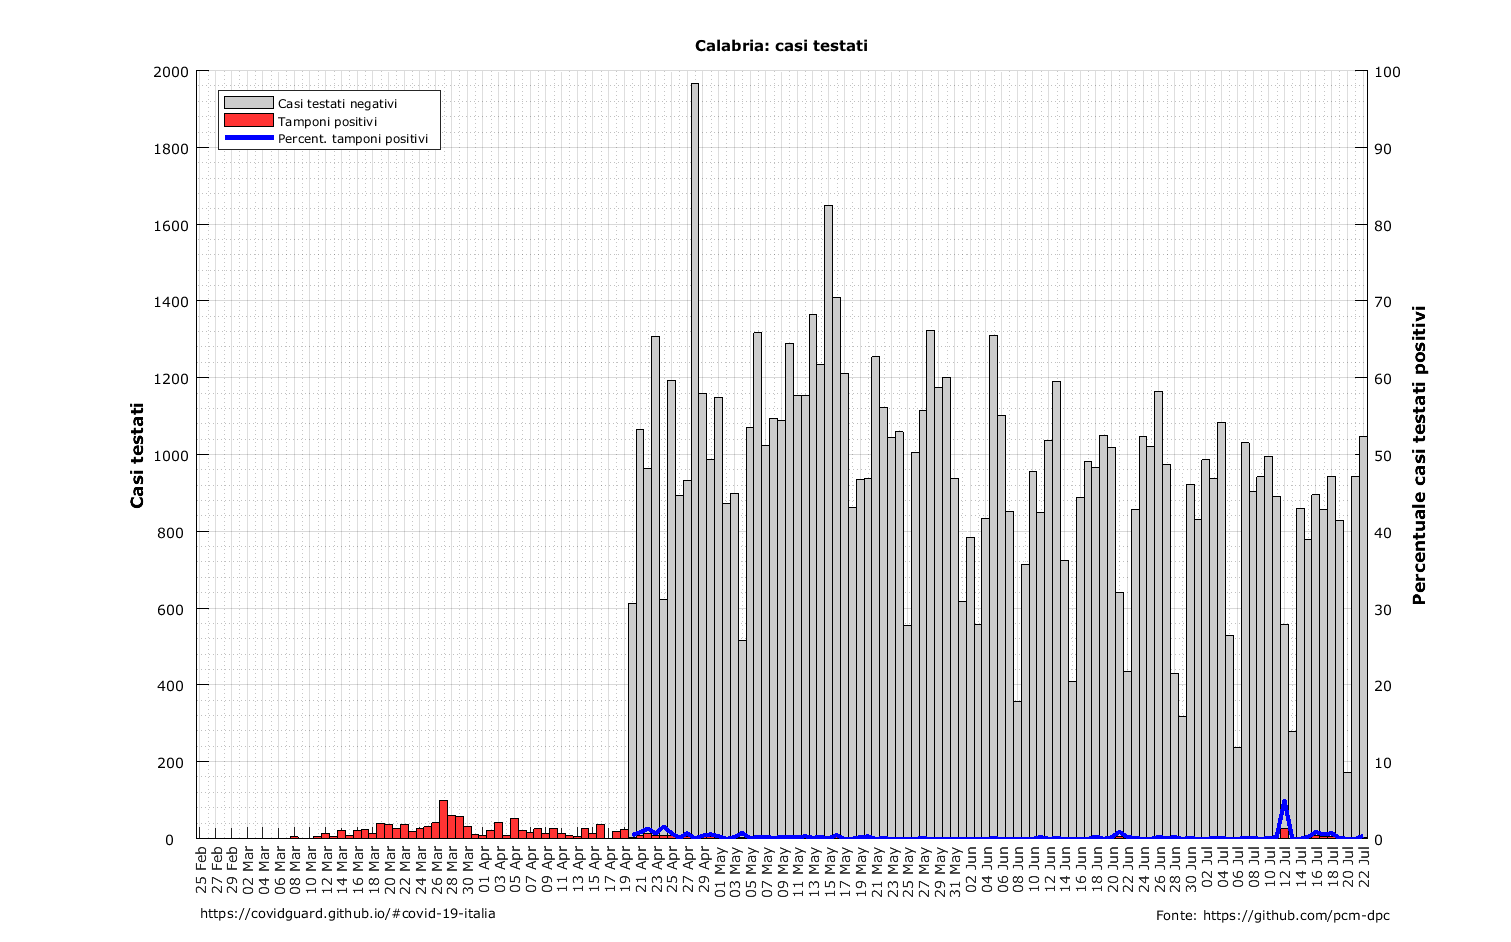 Calabria: casi testati
Casi testati negativi
Tamponi positivi
Percent. tamponi positivi
Casi testati
2000
1800
1600
1400
1200
1000
800
600
400
200
0
Percentuale casi testati positivi
100
90
80
70
60
50
40
30
20
10
0
25 Feb
27 Feb
29 Feb
02 Mar
04 Mar
06 Mar
08 Mar
10 Mar
12 Mar
14 Mar
16 Mar
18 Mar
20 Mar
22 Mar
24 Mar
26 Mar
28 Mar
30 Mar
01 Apr
03 Apr
05 Apr
07 Apr
09 Apr
11 Apr
13 Apr
15 Apr
17 Apr
19 Apr
21 Apr
23 Apr
25 Apr
27 Apr
29 Apr
01 May
03 May
05 May
07 May
09 May
11 May
13 May
15 May
17 May
19 May
21 May
23 May
25 May
27 May
29 May
31 May
02 Jun
04 Jun
06 Jun
08 Jun
10 Jun
12 Jun
14 Jun
16 Jun
18 Jun
20 Jun
22 Jun
24 Jun
26 Jun
28 Jun
30 Jun
02 Jul
04 Jul
06 Jul
08 Jul
10 Jul
12 Jul
14 Jul
16 Jul
18 Jul
20 Jul
22 Jul
https://covidguard.github.io/#covid-19-italia
Fonte: https://github.com/pcm-dpc